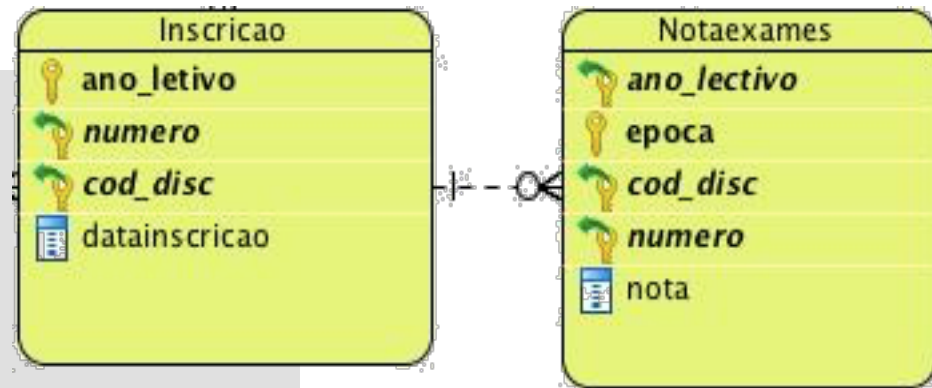 Inscricao
ano_letivo
numero
cod_disc
datainscricao
Notaexames
ano_lectivo
epoca
cod_disc
numero
nota